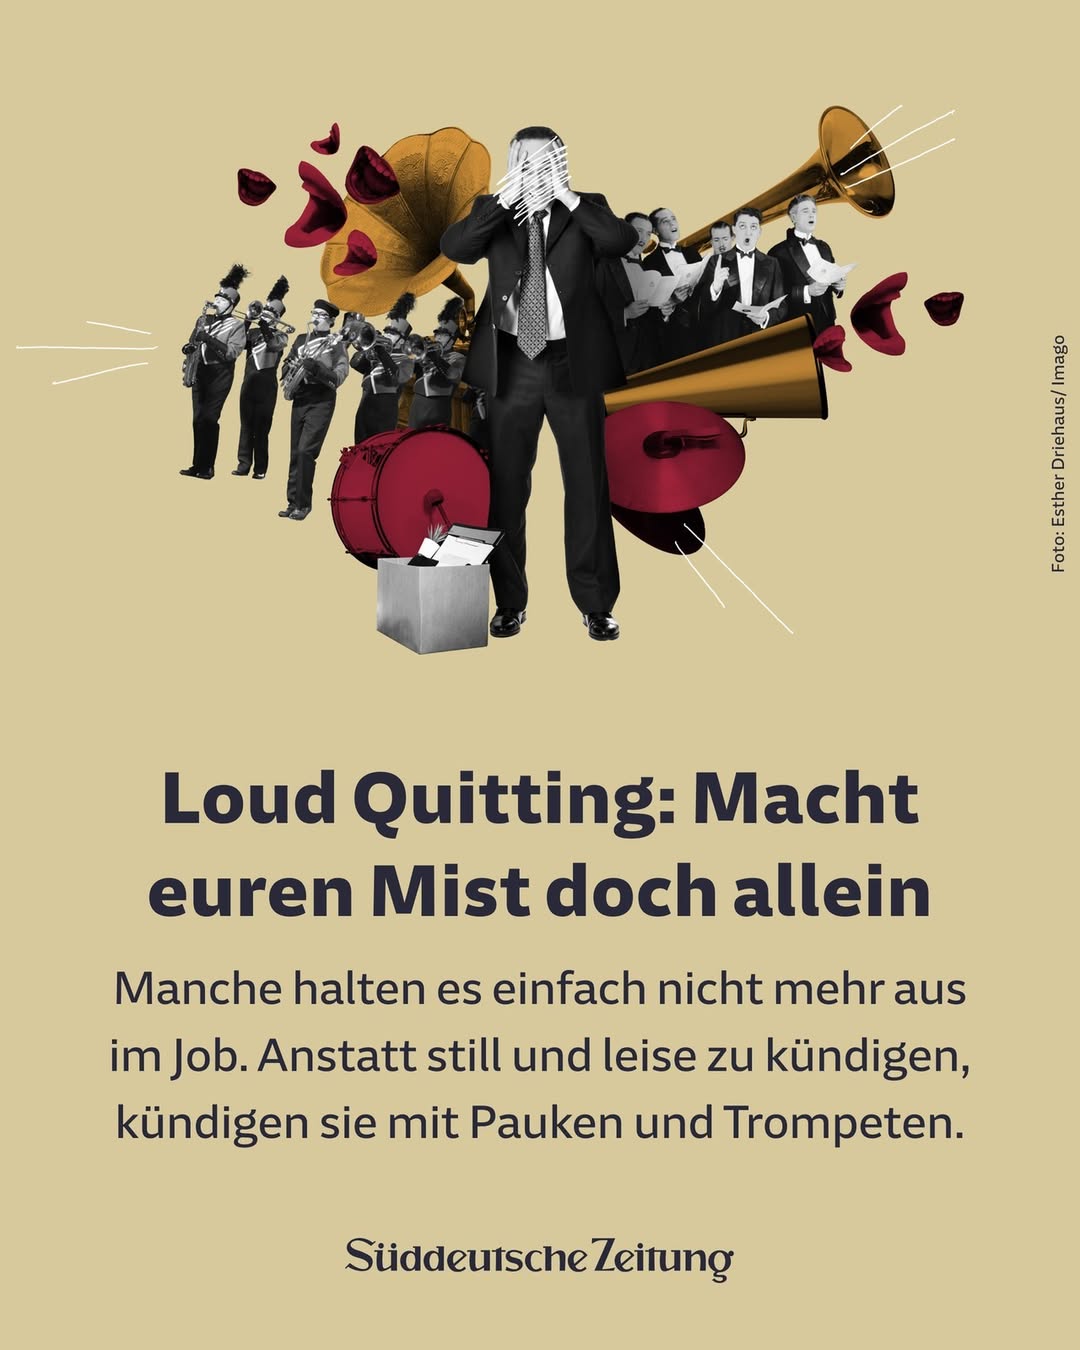 Foto: Esther Driehaus/ Imago
Loud Quitting: Macht
euren Mist doch allein
Manche halten es einfach nicht mehr aus
im Job. Anstatt still und leise zu kündigen,
kündigen sie mit Pauken und Trompeten.
Süddeutsche Zeitung